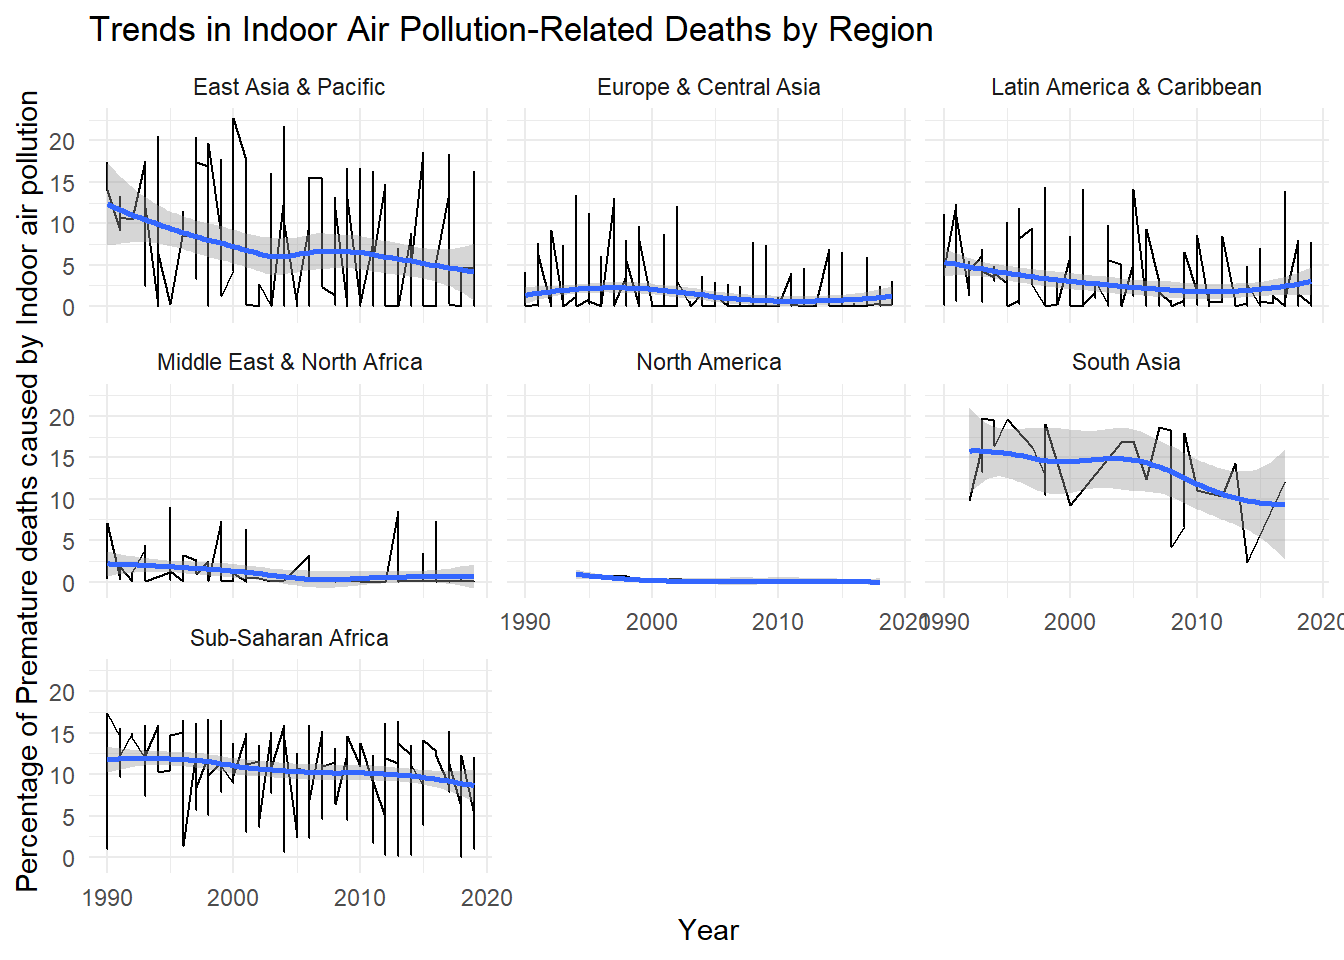 Trends in Indoor Air Pollution-Related Deaths by Region
Percentage of Premature deaths caused by Indoor air pollution
East Asia & Pacific
Europe & Central Asia
Latin America & Caribbean
20
15
10
5
0
Middle East & North Africa
North America
South Asia
20
15
10
5
0
1990
2000
2010
2020
1990
2000
2010
2020
Sub-Saharan Africa
20
15
10
5
0
1990
2000
2010
2020
Year